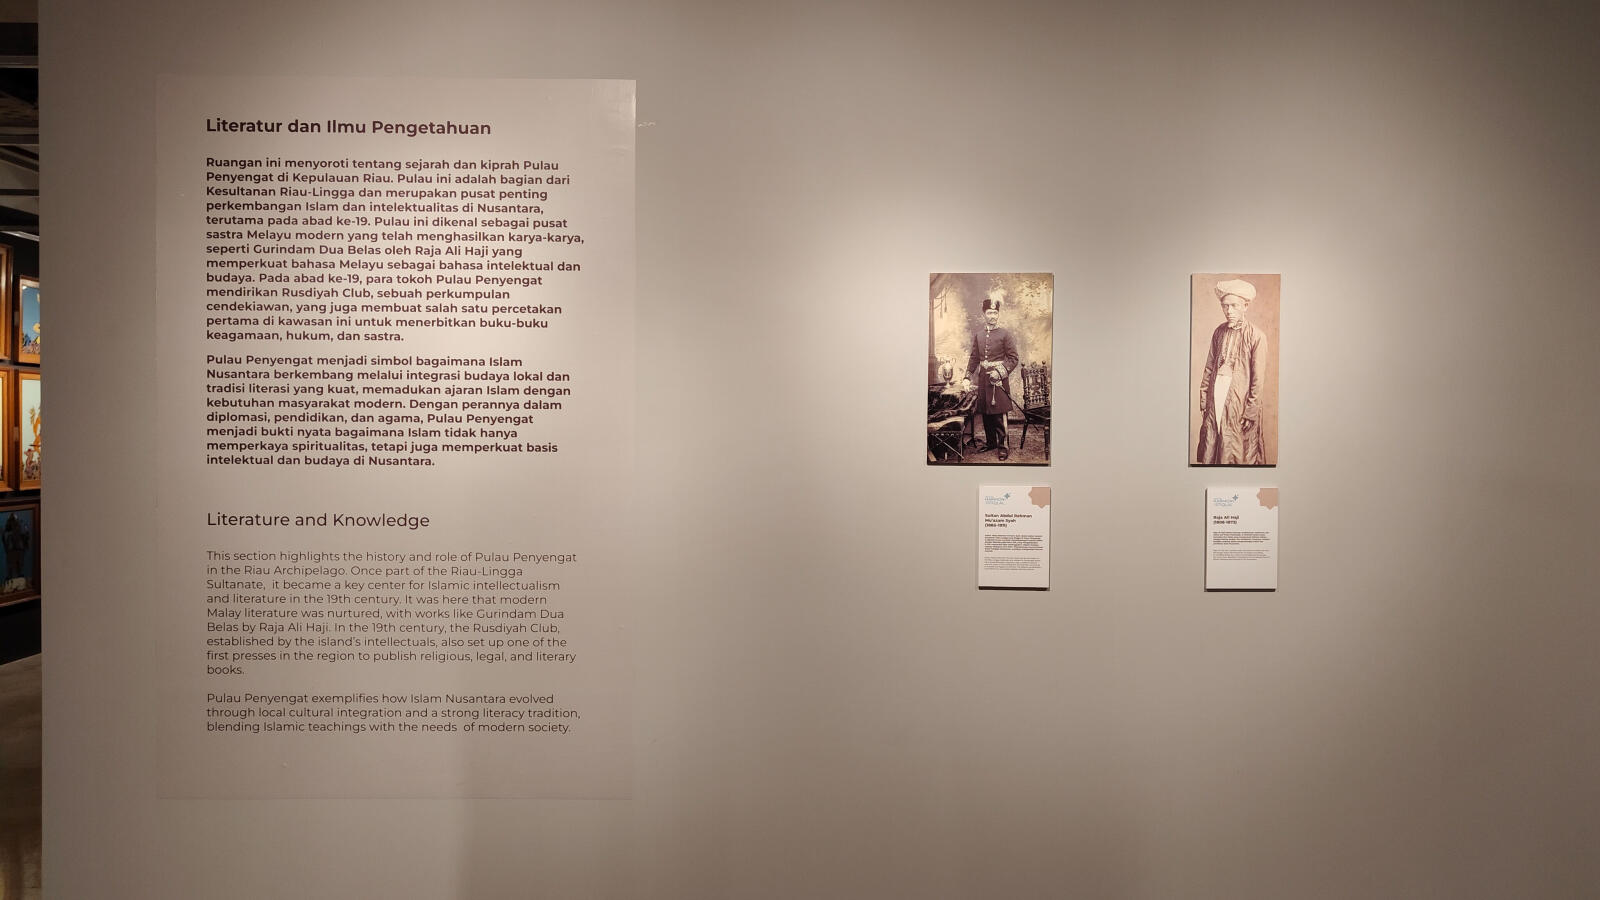 Literatur dan Ilmu Pengetahuan
Ruangan ini menyoroti tentang sejarah dan kiprah Pulau
Penyengat di Kepulauan Riau. Pulau ini adalah bagian dari
Kesultanan Riau-Lingga dan merupakan pusat penting
perkembangan Islam dan intelektualitas di Nusantara,
terutama pada abad ke-19. Pulau ini dikenal sebagai pusat
sastra Melayu modern yang telah menghasilkan karya-karya,
seperti Gurindam Dua Belas oleh Raja Ali Haji yang
memperkuat bahasa Melayu sebagai bahasa intelektual dan
budaya. Pada abad ke-19, para tokoh Pulau Penyengat
mendirikan Rusdiyah Club, sebuah perkumpulan
cendekiawan, yang juga membuat salah satu percetakan
pertama di kawasan ini untuk menerbitkan buku-buku
keagamaan, hukum, dan sastra.
Pulau Penyengat menjadi simbol bagaimana Islam
Nusantara berkembang melalui integrasi budaya lokal dan
tradisi literasi yang kuat, memadukan ajaran Islam dengan
kebutuhan masyarakat modern. Dengan perannya dalam
diplomasi, pendidikan, dan agama, Pulau Penyengat
menjadi bukti nyata bagaimana Islam tidak hanya
memperkaya spiritualitas, tetapi juga memperkuat basis
intelektual dan budaya di Nusantara.
Literature and Knowledge
This section highlights the history and role of Pulau Penyengat
in the Riau Archipelago. Once part of the Riau-Lingga
Sultanate, it became a key center for Islamic intellectualism
and literature in the 19th century. It was here that modern
Malay literature was nurtured, with works like Gurindam Dua
Belas by Raja Ali Haji. In the 19th century, the Rusdiyah Club,
established by the island's intellectuals, also set up one of the
first presses in the region to publish religious, legal, and literary
books.
Pulau Penyengat exemplifies how Islam Nusantara evolved
through local cultural integration and a strong literacy tradition,
blending Islamic teachings with the needs of modern society.
Sultan Abdul Rahman
Mu'azam Syah
Raja Ali Haji